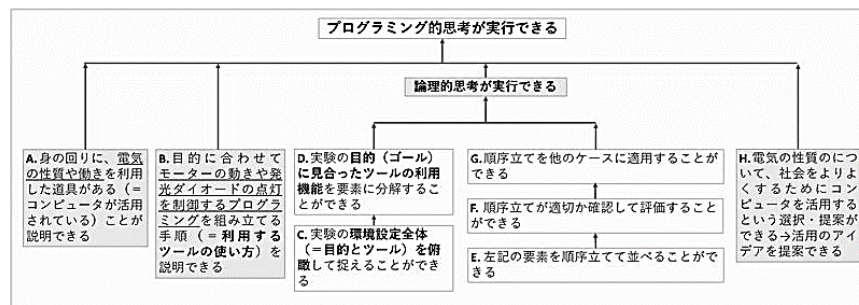 プログラミング的思考が実行できる
論理的思考が実行できる
A.身の回りに、電気
の性質や働きを利用
した道具がある（＝
コンピュータが活用
されている）ことが
説明できる
B.目的に合わせて
モーターの動きや発
光ダイオードの点灯
を制御するプログラ
ミングを組み立てる
手順（＝利用する
ツールの使い方）を
説明できる
D.実験の目的（ゴール）
に見合ったツールの利用
機能を要素に分解するこ
とができる
C.実験の環境設定全体
（＝目的とツール）を俯
瞰して捉えることができ
る
G.順序立てを他のケースに適用することが
できる
F.順序立てが適切か確認して評価すること
ができる
E.左記の要素を順序立てて並べることがで
きる
H.電気の性質のにつ
いて、社会をよりよ
くするためにコン
ピュータを活用する
という選択・提案が
できる→活用のアイ
デアを提案できる